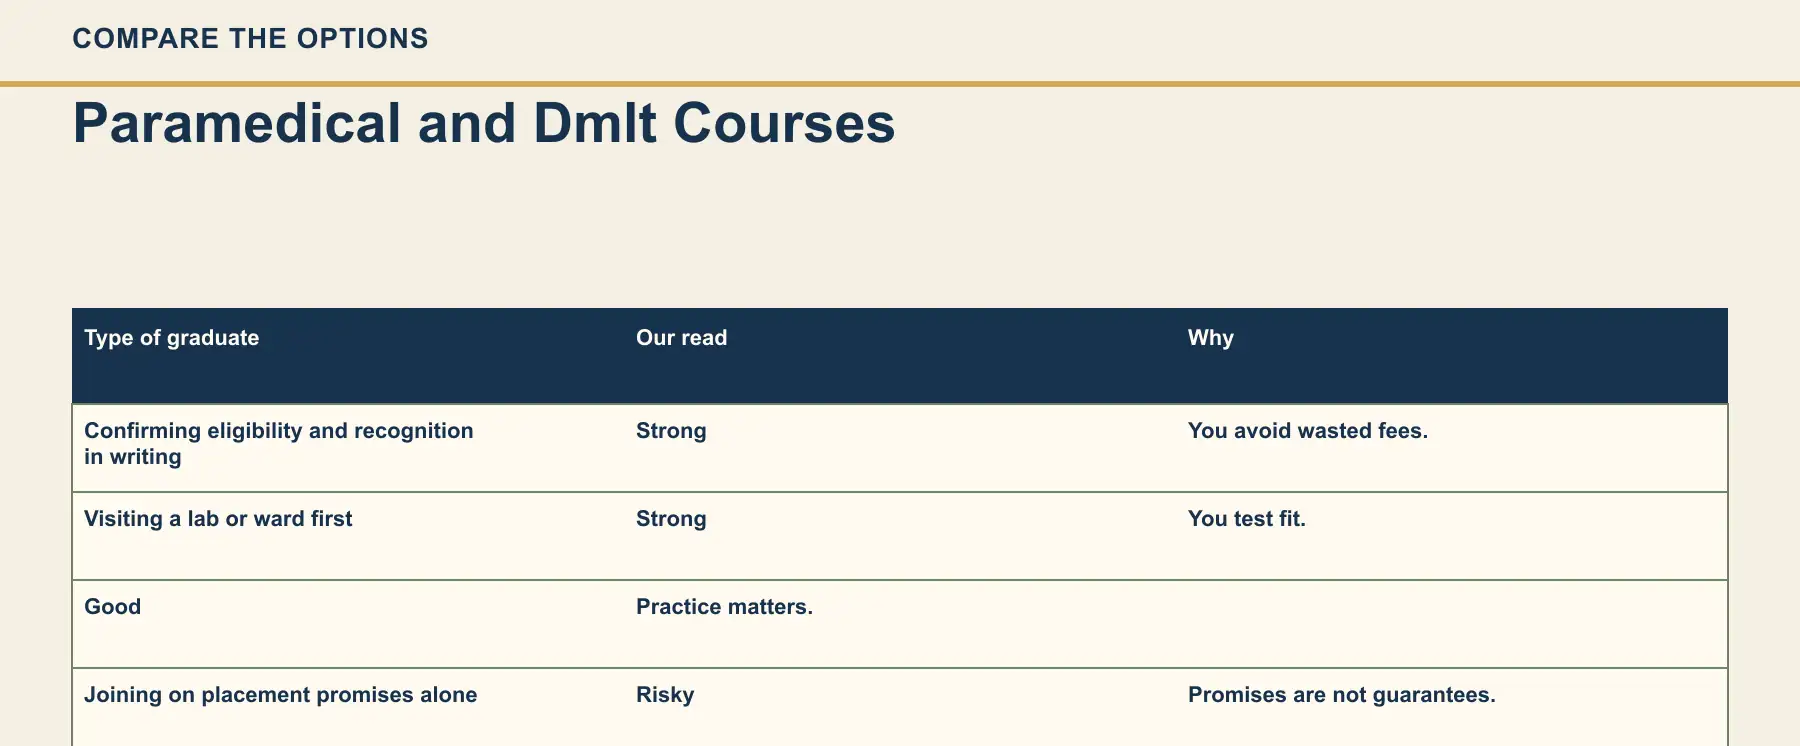 COMPARE THE OPTIONS
Paramedical and Dmlt Courses
Type of graduate Our read Why
Confirming eligibility and recognition
in writing Strong You avoid wasted fees.
Visiting a lab or ward first Strong You test fit.
Good Practice matters.
Joining on placement promises alone Risky Promises are not guarantees.